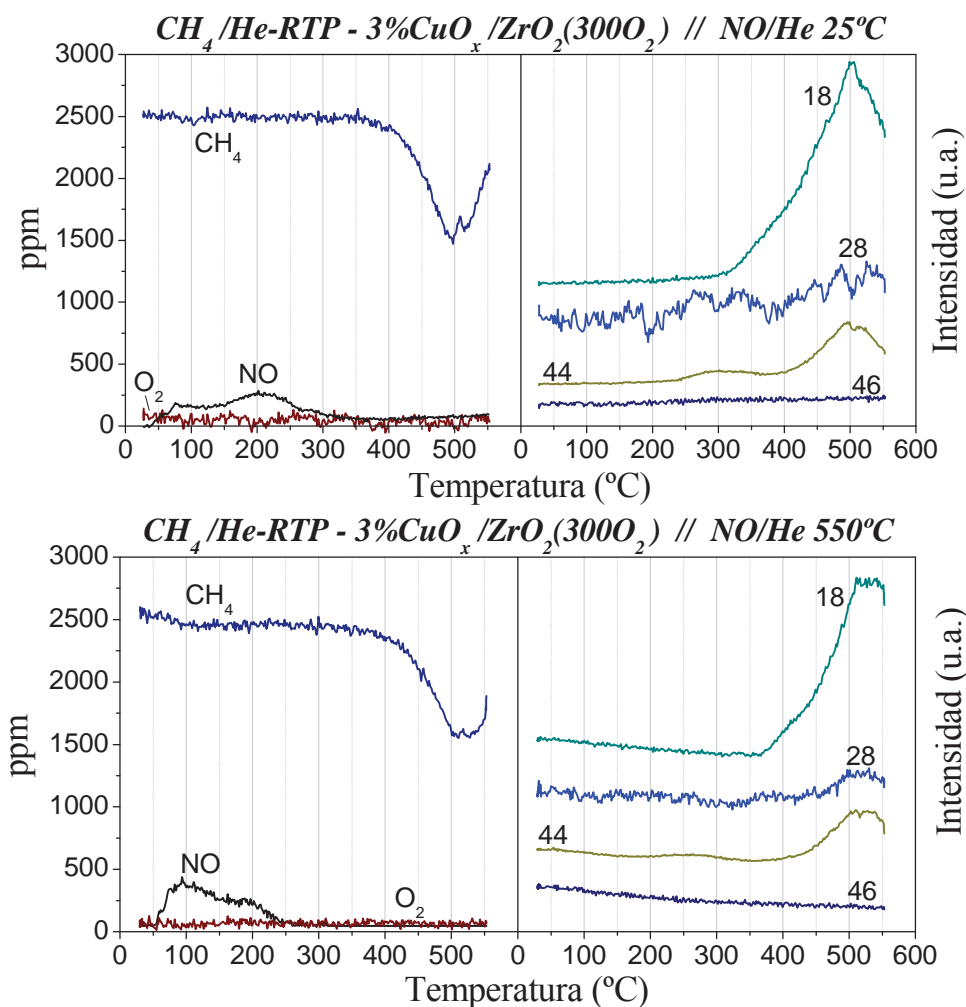 CH4/He-RTP - 3%CuOx/ZrO2(300O2) // NO/He 25ºC
3000
2500
2000
1500
1000
500
0
ppm
CH4
O2
NO
18
28
44
46
Intensidad (u.a.)
0 100 200 300 400 500 0 100 200 300 400 500 600
Temperatura (ºC)
CH4/He-RTP - 3%CuOx/ZrO2(300O2) // NO/He 550ºC
3000
2500
2000
1500
1000
500
0
ppm
CH4
NO
O2
18
28
44
46
Intensidad (u.a.)
0 100 200 300 400 500 0 100 200 300 400 500 600
Temperatura (ºC)